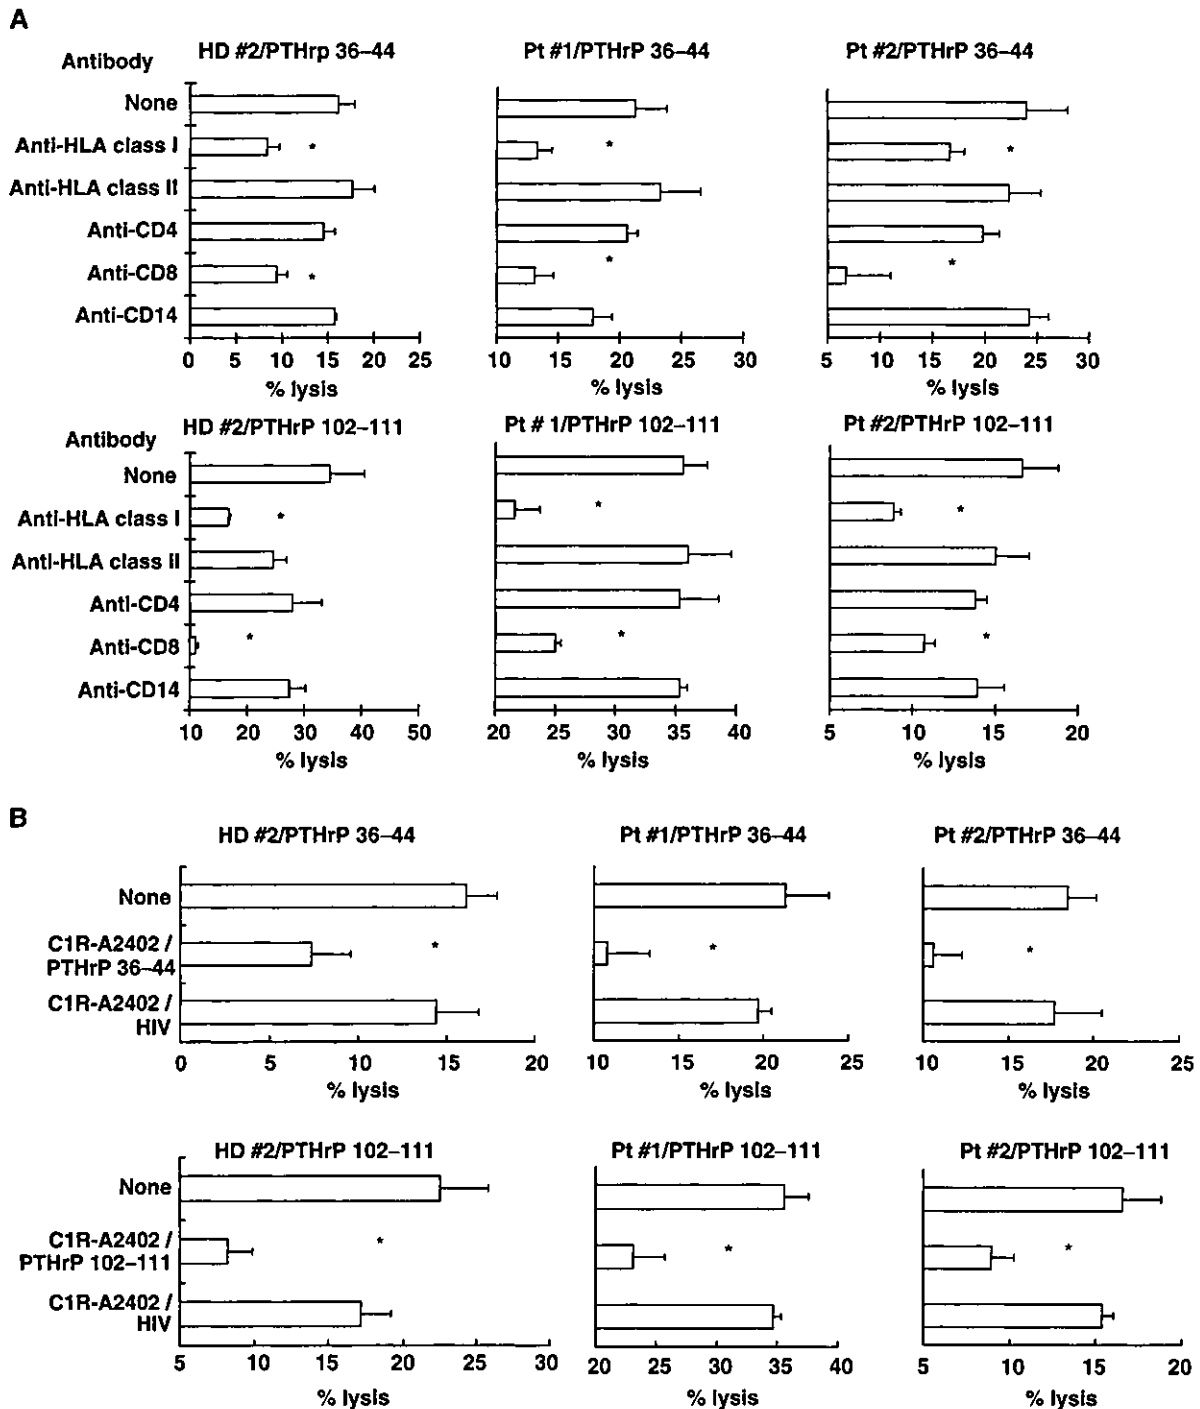 A
HD #2/PTHrp 36–44 Pt #1/PTHrP 36–44 Pt #2/PTHrP 36–44
Antibody
None
Anti-HLA class I *  *  *
Anti-HLA class II
Anti-CD4
Anti-CD8 *  *  *
Anti-CD14
0 5 10 15 20 25 10 20 30 5 10 15 20 25 30
% lysis % lysis % lysis
HD #2/PTHrP 102–111 Pt # 1/PTHrP 102–111 Pt #2/PTHrP 102–111
Antibody
None
Anti-HLA class I *  *  *
Anti-HLA class II
Anti-CD4
Anti-CD8 *  *  *
Anti-CD14
10 20 30 40 50 20 25 30 35 40 5 10 15 20
% lysis % lysis % lysis
B
HD #2/PTHrP 36–44 Pt #1/PTHrP 36–44 Pt #2/PTHrP 36–44
None
C1R-A2402 /
PTHrP 36–44 *  *  *
C1R-A2402 /
HIV
0 5 10 15 20 10 15 20 25 10 15 20 25
% lysis % lysis % lysis
HD #2/PTHrP 102–111 Pt #1/PTHrP 102–111 Pt #2/PTHrP 102–111
None
C1R-A2402 /
PTHrP 102–111 *  *  *
C1R-A2402 /
HIV
5 10 15 20 25 30 20 25 30 35 40 5 10 15 20
% lysis % lysis % lysis